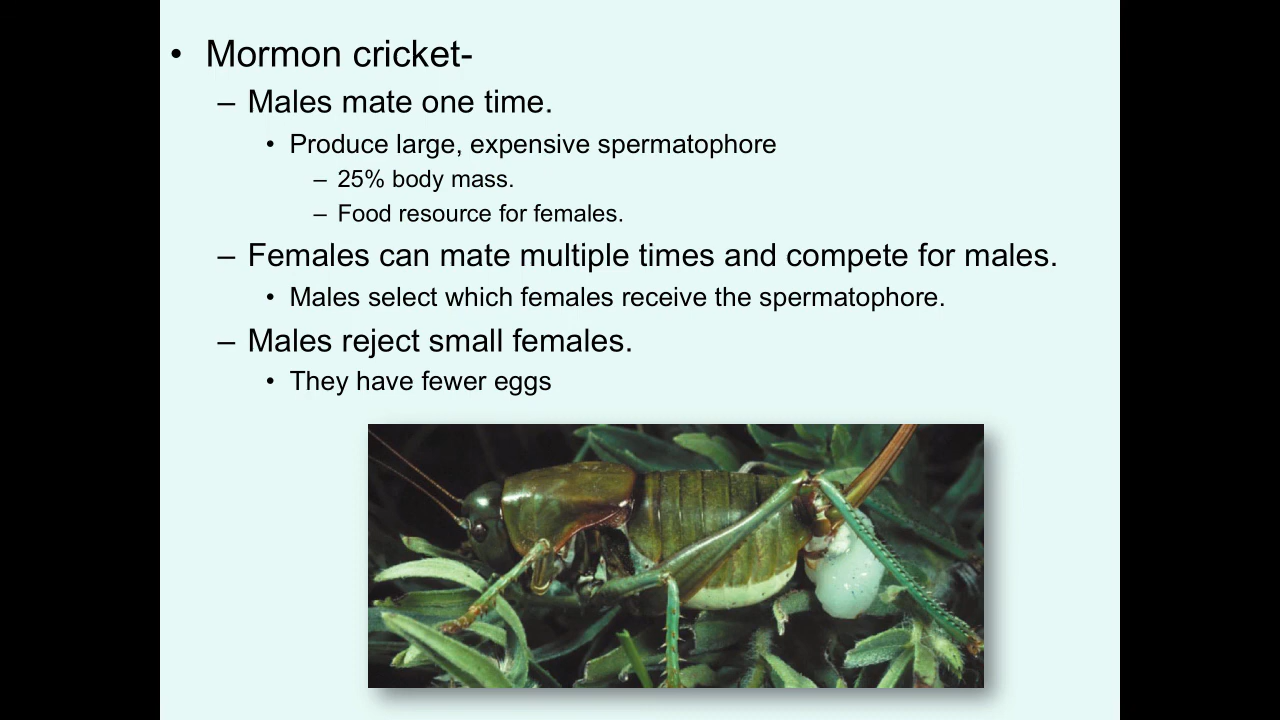 • Mormon cricket-
– Males mate one time.
• Produce large, expensive spermatophore
– 25% body mass.
– Food resource for females.
– Females can mate multiple times and compete for males.
• Males select which females receive the spermatophore.
– Males reject small females.
• They have fewer eggs